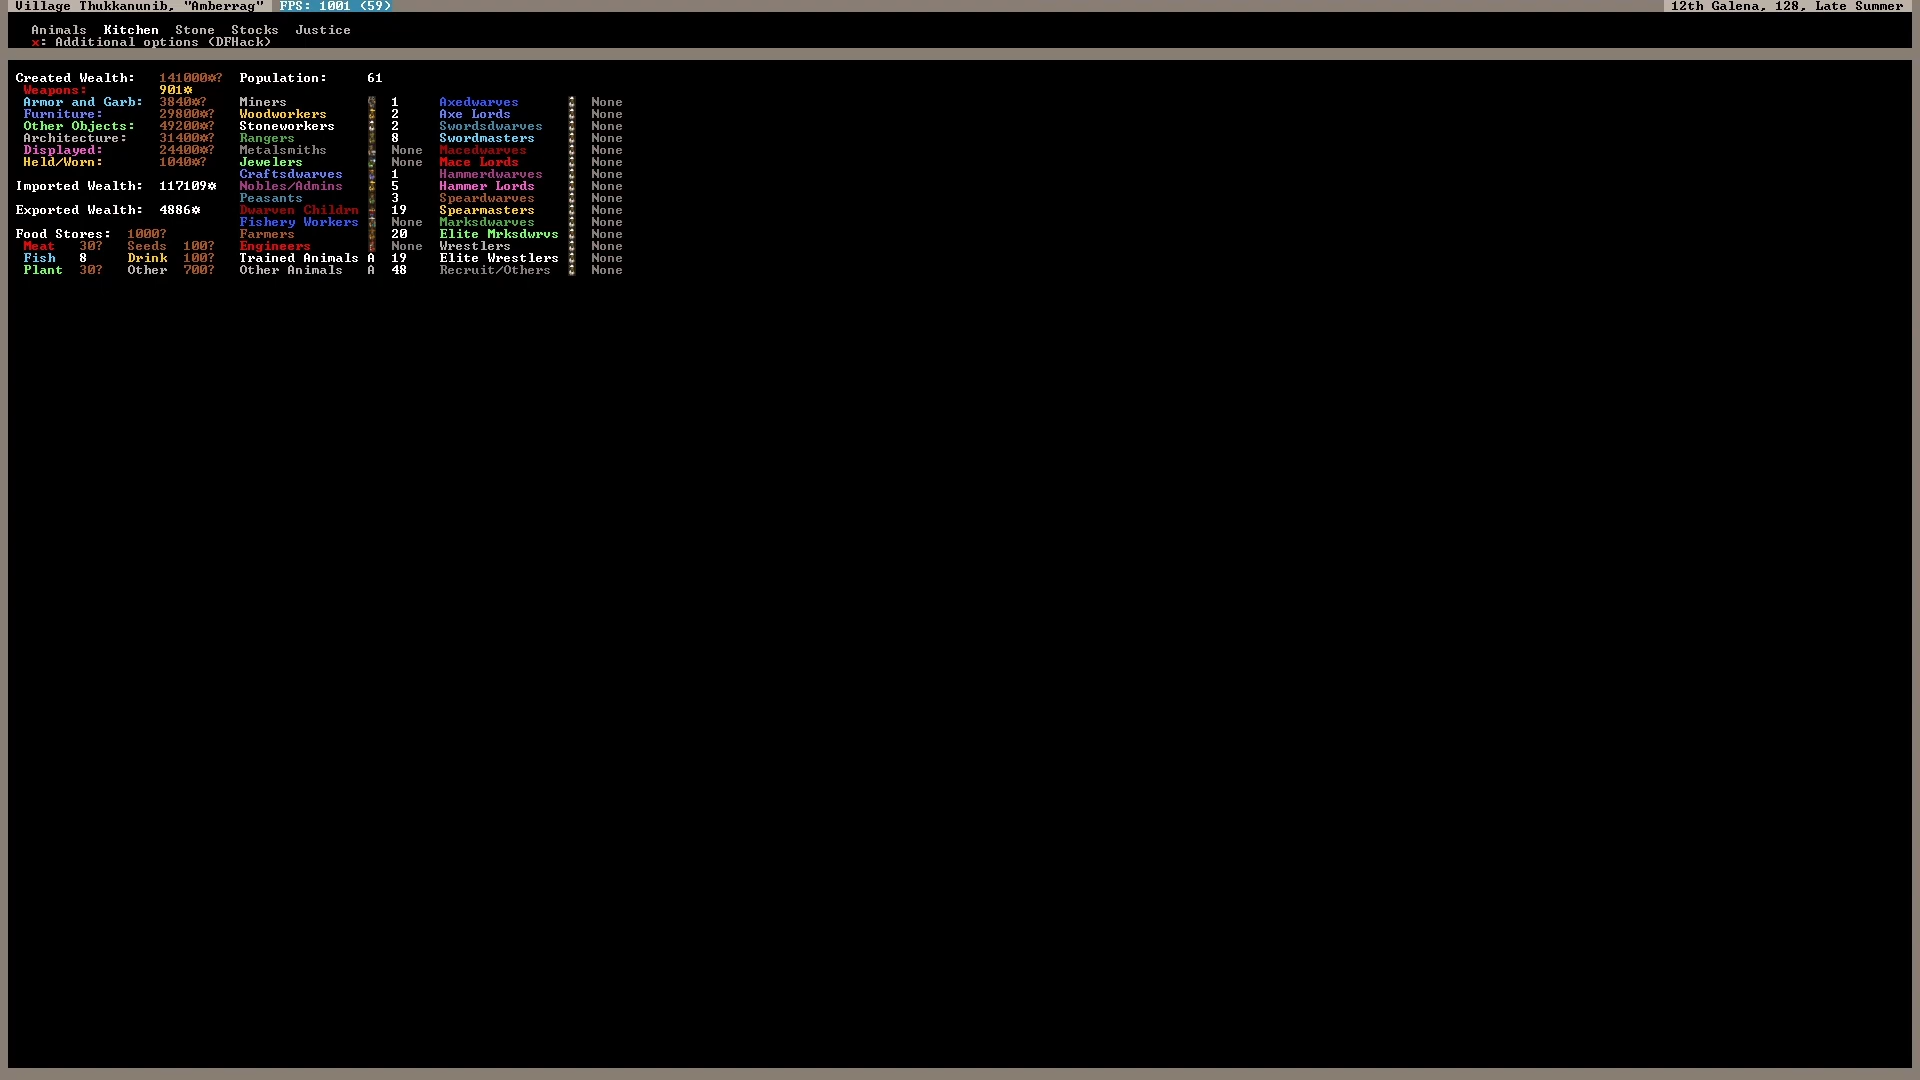 Village Thukkanunib, "Amberrag" FPS: 1001 (59) 12th Galena, 128, Late Summer
Animals Kitchen Stone Stocks Justice
x: Additional options (DFHack)
Created Wealth: 141000☼? Population: 61
Weapons: 901☼
Armor and Garb: 3840☼? Miners 1 Axedwarves None
Furniture: 29800☼? Woodworkers 2 Axe Lords None
Other Objects: 49200☼? Stoneworkers 2 Swordsdwarves None
Architecture: 31400☼? Rangers 8 Swordmasters None
Displayed: 24400☼? Metalsmiths None Macedwarves None
Held/Worn: 1040☼? Jewelers None Mace Lords None
Craftsdwarves 1 Hammerdwarves None
Imported Wealth: 117109☼ Nobles/Admins 5 Hammer Lords None
Peasants 3 Speardwarves None
Exported Wealth: 4886☼ Dwarven Childrn 19 Spearmasters None
Fishery Workers None Marksdwarves None
Food Stores: 1000? Farmers 20 Elite Mrksdwrvs None
Meat 30? Seeds 100? Engineers None Wrestlers None
Fish 8 Drink 100? Trained Animals A 19 Elite Wrestlers None
Plant 30? Other 700? Other Animals A 48 Recruit/Others None